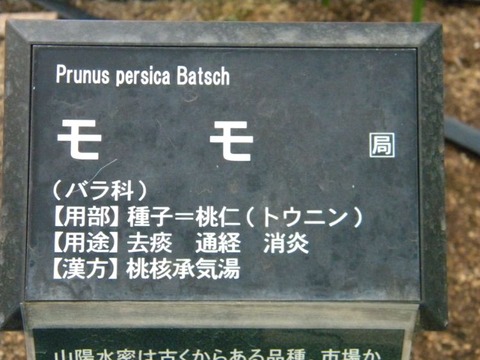 Prunus persica Batsch
モモ 局
(バラ科)
【用部】種子＝桃仁(トウニン)
【用途】去痰 通経 消炎
【漢方】桃核承気湯
山陽水密は古くからある品種。市場か